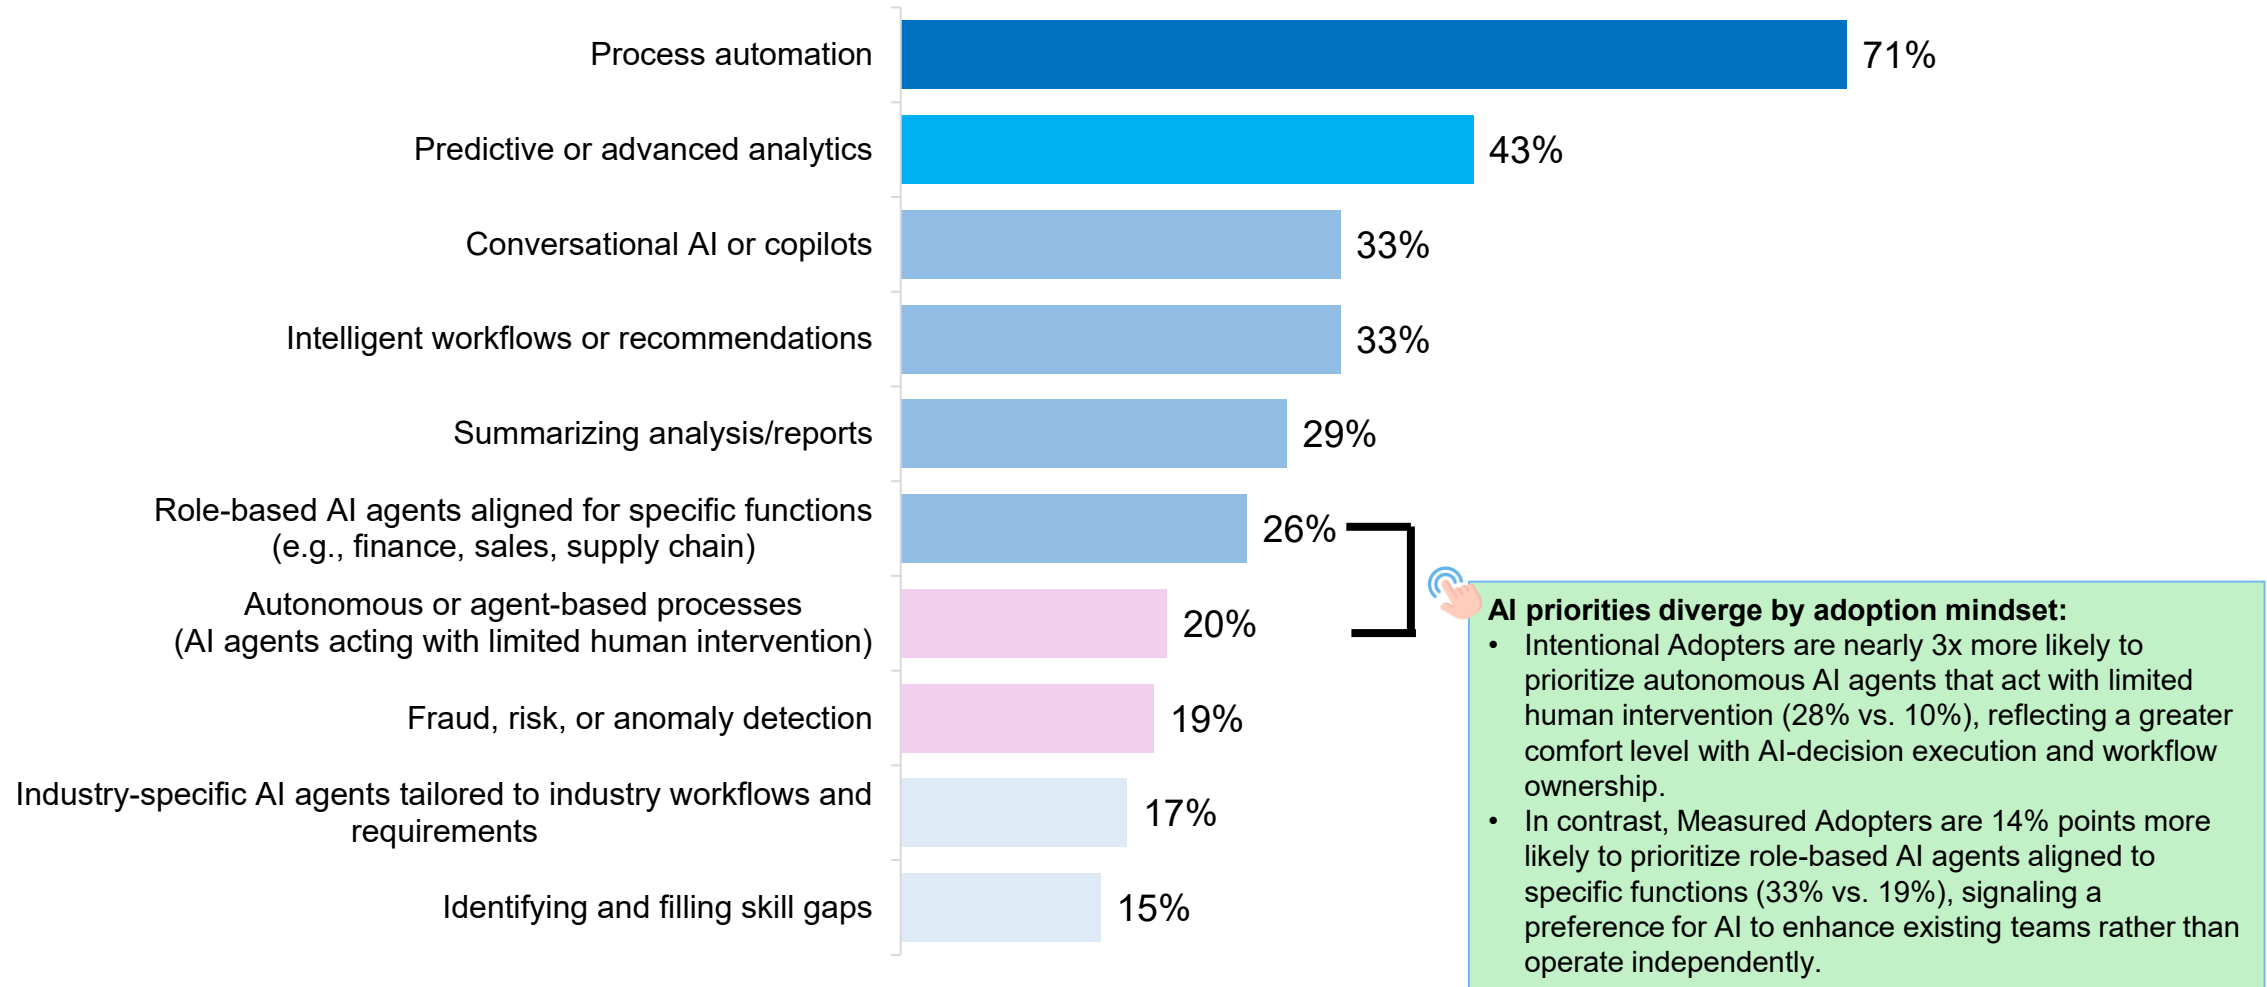 Process automation
71%
Predictive or advanced analytics
43%
Conversational AI or copilots
33%
Intelligent workflows or recommendations
33%
Summarizing analysis/reports
29%
Role-based AI agents aligned for specific functions
(e.g., finance, sales, supply chain)
26%
Autonomous or agent-based processes
(AI agents acting with limited human intervention)
20%
Fraud, risk, or anomaly detection
19%
Industry-specific AI agents tailored to industry workflows and
requirements
17%
Identifying and filling skill gaps
15%
AI priorities diverge by adoption mindset:
• Intentional Adopters are nearly 3x more likely to
prioritize autonomous AI agents that act with limited
human intervention (28% vs. 10%), reflecting a greater
comfort level with AI-decision execution and workflow
ownership.
• In contrast, Measured Adopters are 14% points more
likely to prioritize role-based AI agents aligned to
specific functions (33% vs. 19%), signaling a
preference for AI to enhance existing teams rather than
operate independently.